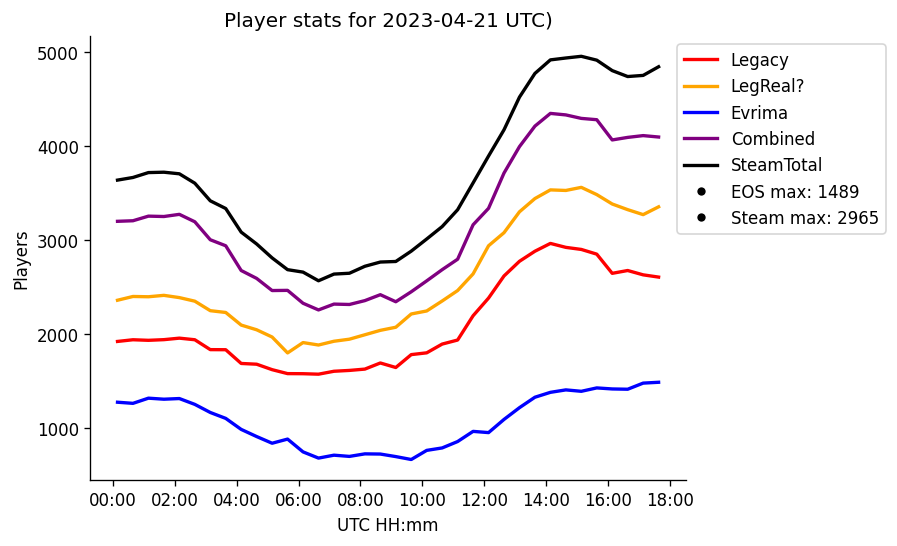 Player stats for 2023-04-21 UTC)
5000
4000
3000
2000
1000
Players
00:00 02:00 04:00 06:00 08:00 10:00 12:00 14:00 16:00 18:00
UTC HH:mm
Legacy
LegReal?
Evrima
Combined
SteamTotal
EOS max: 1489
Steam max: 2965